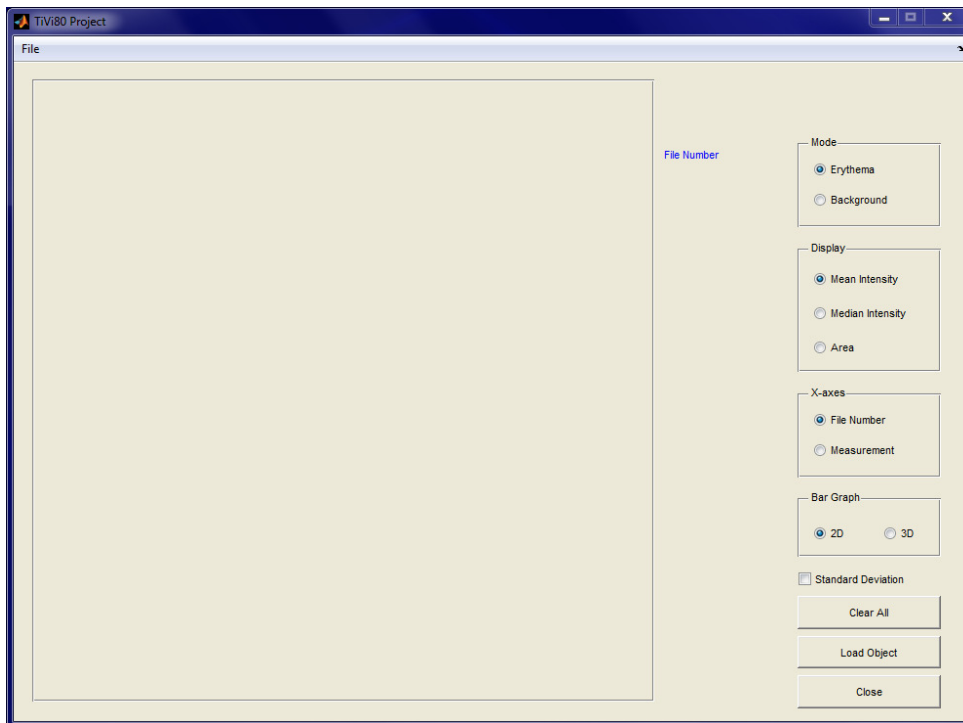 TiVi80 Project
File
File Number
Mode
Erythema
Background
Display
Mean Intensity
Median Intensity
Area
X-axes
File Number
Measurement
Bar Graph
2D 3D
Standard Deviation
Clear All
Load Object
Close